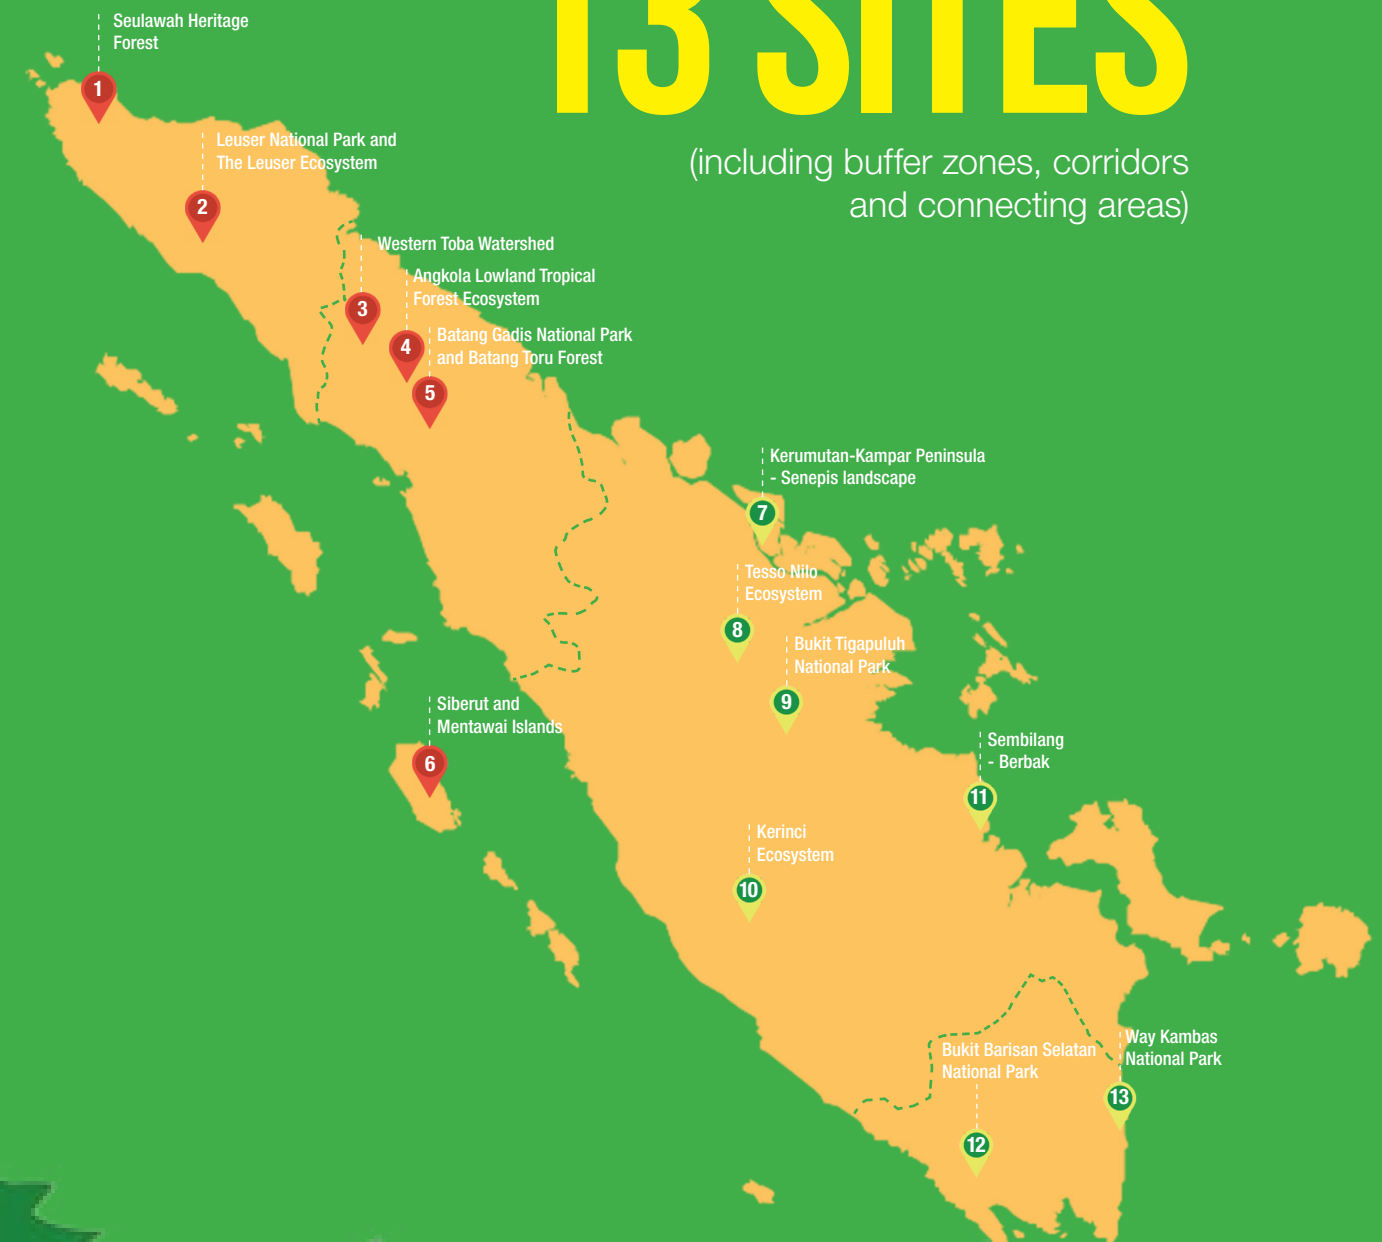 13 SITES
(including buffer zones, corridors
and connecting areas)
Seulawah Heritage
Forest
1
Leuser National Park and
The Leuser Ecosystem
2
Western Toba Watershed
3
Angkola Lowland Tropical
Forest Ecosystem
4
Batang Gadis National Park
and Batang Toru Forest
5
Siberut and
Mentawai Islands
6
Kerumutan-Kampar Peninsula
- Senepis landscape
7
Tesso Nilo
Ecosystem
8
Bukit Tigapuluh
National Park
9
Kerinci
Ecosystem
10
Sembilang
- Berbak
11
Bukit Barisan Selatan
National Park
12
Way Kambas
National Park
13